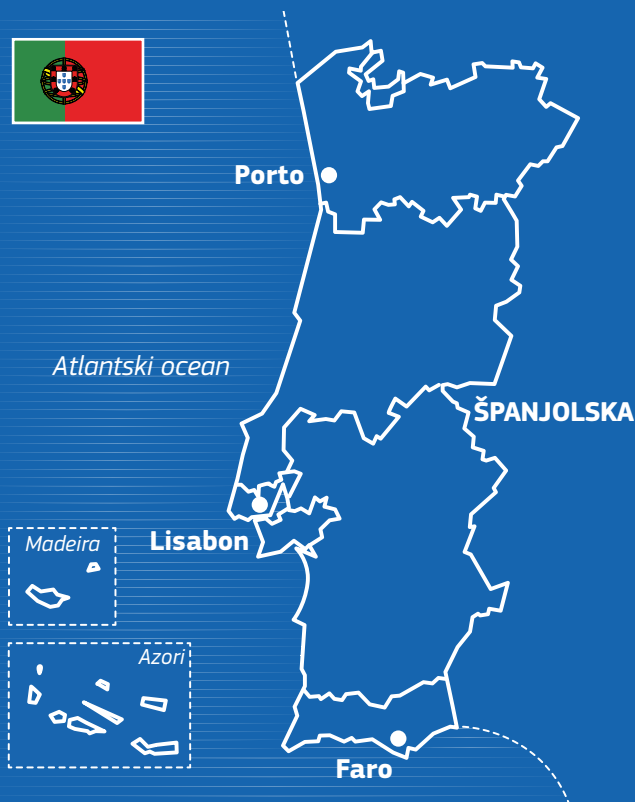 Porto
Atlantski ocean
ŠPANJOLSKA
Lisabon
Madeira
Azori
Faro